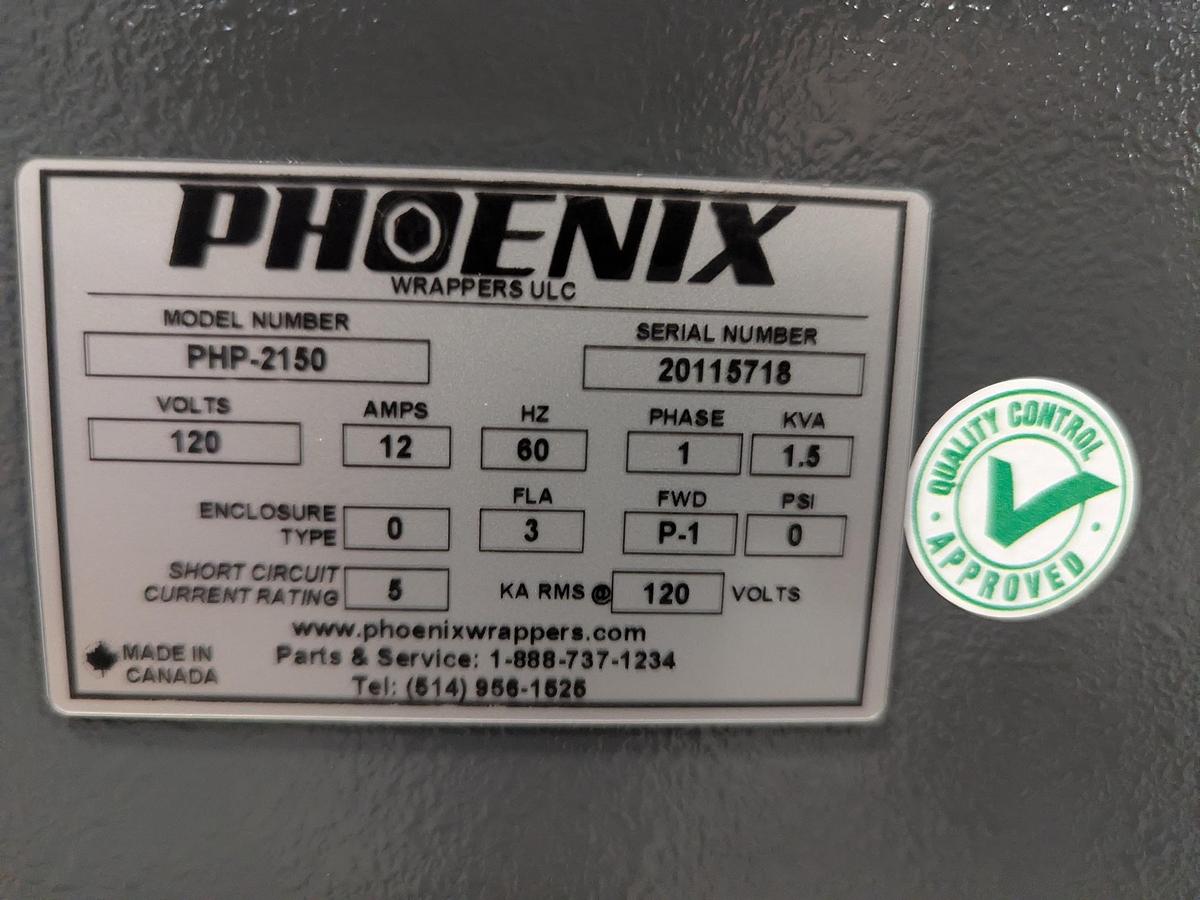 PHOENIX
WRAPPERS ULC
MODEL NUMBER
PHP-2150
SERIAL NUMBER
20115718
VOLTS
120
AMPS
12
HZ
60
PHASE
1
KVA
1.5
ENCLOSURE TYPE
0
FLA
3
FWD
P-1
PSI
0
SHORT CIRCUIT
CURRENT RATING
5
KA RMS @ 120 VOLTS
www.phoenixwrappers.com
MADE IN
CANADA
Parts & Service: 1-888-737-1234
Tel: (514) 956-1525
QUALITY CONTROL
APPROVED